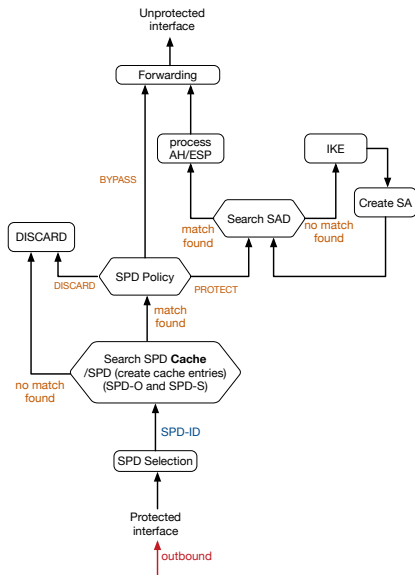 Unprotected
interface
Forwarding
process
AH/ESP
IKE
BYPASS
Create SA
Search SAD
match
found
no match
found
DISCARD
SPD Policy
DISCARD
PROTECT
match
found
Search SPD Cache
/SPD (create cache entries)
(SPD-O and SPD-S)
no match
found
SPD-ID
SPD Selection
Protected
interface
outbound